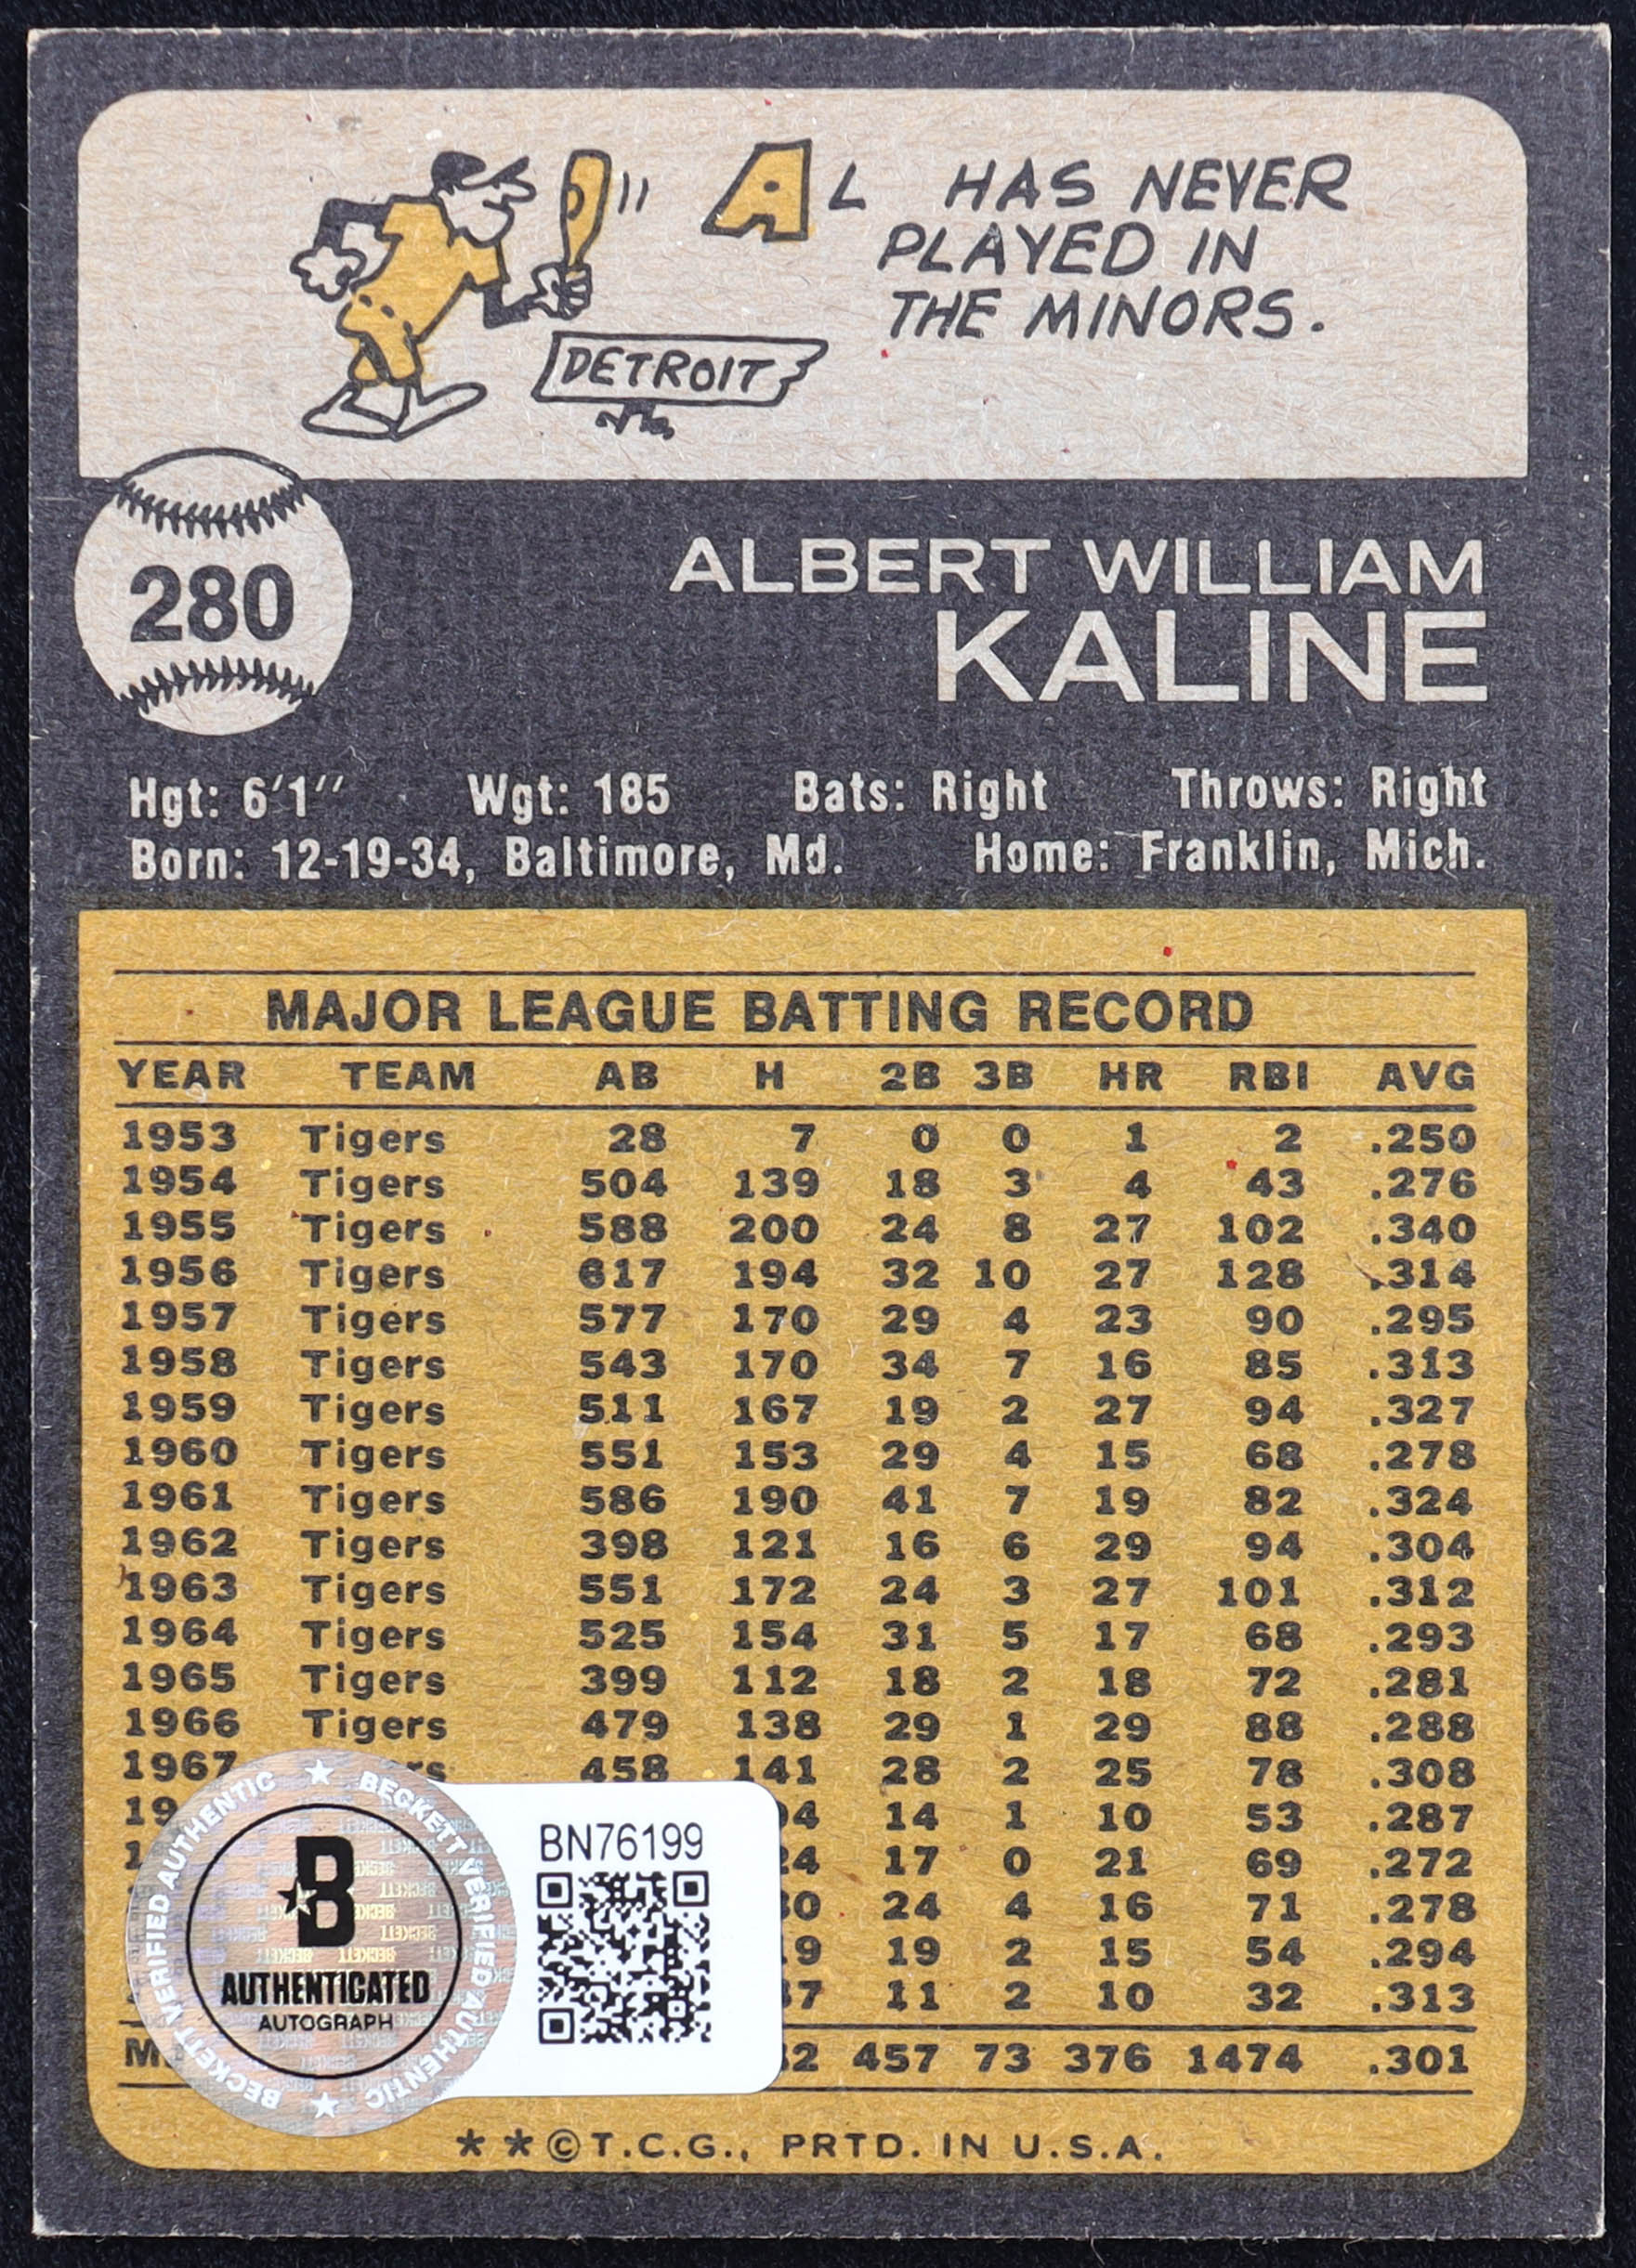 AL HAS NEVER
PLAYED IN
THE MINORS.
DETROIT
280
ALBERT WILLIAM
KALINE
Hgt: 6'1" Wgt: 185 Bats: Right Throws: Right
Born: 12-19-34, Baltimore, Md. Home: Franklin, Mich.
MAJOR LEAGUE BATTING RECORD
YEAR TEAM AB H 2B 3B HR RBI AVG
1953 Tigers 28 7 0 0 1 2 .250
1954 Tigers 504 139 18 3 4 43 .276
1955 Tigers 588 200 24 8 27 102 .340
1956 Tigers 617 194 32 10 27 128 .314
1957 Tigers 577 170 29 4 23 90 .295
1958 Tigers 543 170 34 7 16 85 .313
1959 Tigers 511 167 19 2 27 94 .327
1960 Tigers 551 153 29 4 15 68 .278
1961 Tigers 586 190 41 7 19 82 .324
1962 Tigers 398 121 16 6 29 94 .304
1963 Tigers 551 172 24 3 27 101 .312
1964 Tigers 525 154 31 5 17 68 .293
1965 Tigers 399 112 18 2 18 72 .281
1966 Tigers 479 138 29 1 29 88 .288
1967 458 141 28 2 25 78 .308
14 1 10 53 .287
17 0 21 69 .272
24 4 16 71 .278
19 2 15 54 .294
11 2 10 32 .313
457 73 376 1474 .301
BECKETT VERIFIED AUTHENTIC ★ BECKETT VERIFIED AUTHENTIC ★
B
AUTHENTICATED
AUTOGRAPH
BN76199
**©T.C.G., PRTD. IN U.S.A.